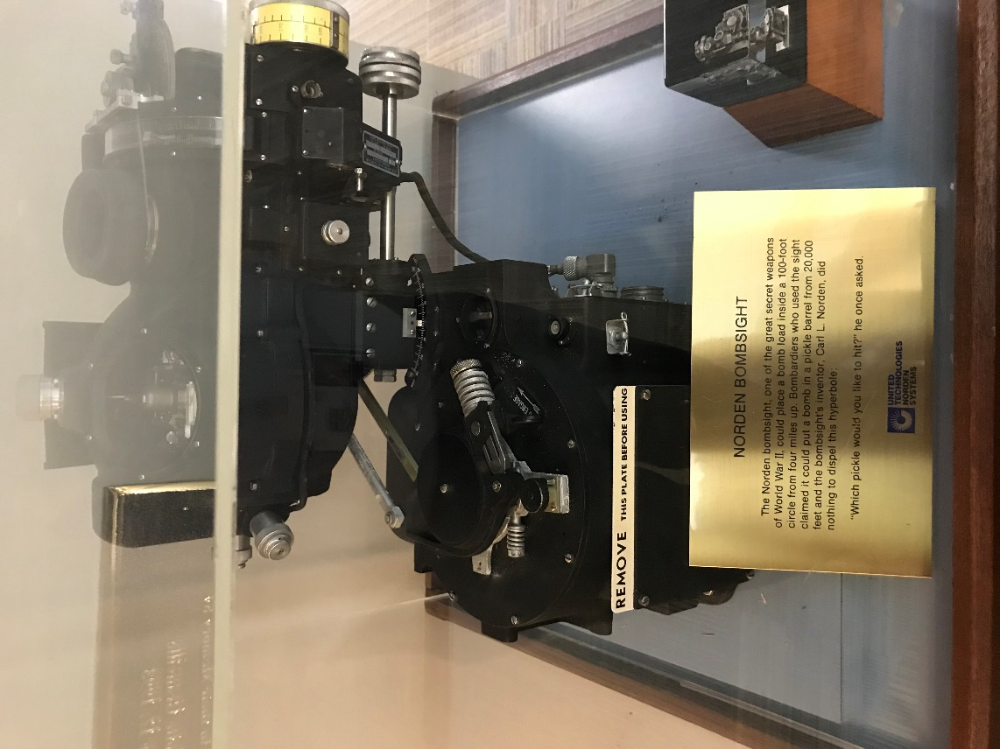 REMOVE THIS PLATE BEFORE USING
NORDEN BOMBSIGHT
The Norden bombsight, one of the great secret weapons
of World War II, could place a bomb load inside a 100-foot
circle from four miles up. Bombardiers who used the sight
claimed it could put a bomb in a pickle barrel from 20,000
feet and the bombsight's inventor, Carl L. Norden, did
nothing to dispel this hyperbole.
"Which pickle would you like to hit?" he once asked.
UNITED
TECHNOLOGIES
NORDEN
SYSTEMS